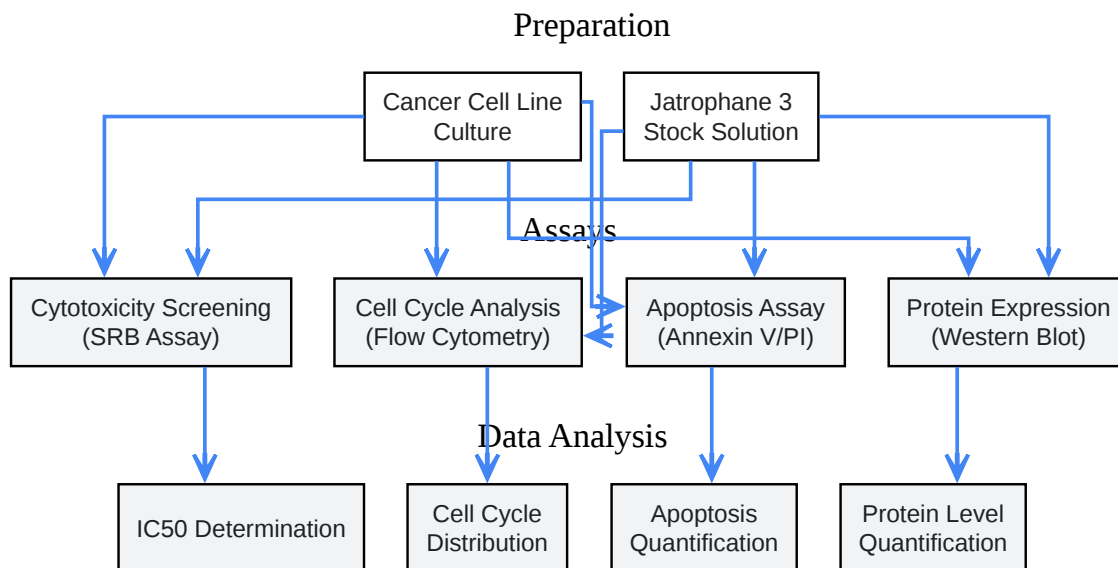 Preparation
Cancer Cell Line
Culture
Jatrophane 3
Stock Solution
Assays
Cytotoxicity Screening
(SRB Assay)
Cell Cycle Analysis
(Flow Cytometry)
Apoptosis Assay
(Annexin V/PI)
Protein Expression
(Western Blot)
Data Analysis
IC50 Determination
Cell Cycle
Distribution
Apoptosis
Quantification
Protein Level
Quantification